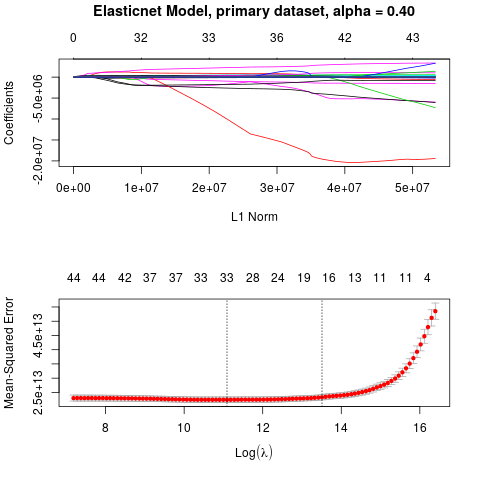 Elasticnet Model, primary dataset, alpha = 0.40
0 32 33 36 42 43
Coefficients
-5.0e+06
-2.0e+07
0e+00 1e+07 2e+07 3e+07 4e+07 5e+07
L1 Norm
44 44 42 37 37 33 33 28 24 19 16 13 11 11 4
Mean-Squared Error
4.5e+13
2.5e+13
8 10 12 14 16
Log(λ)